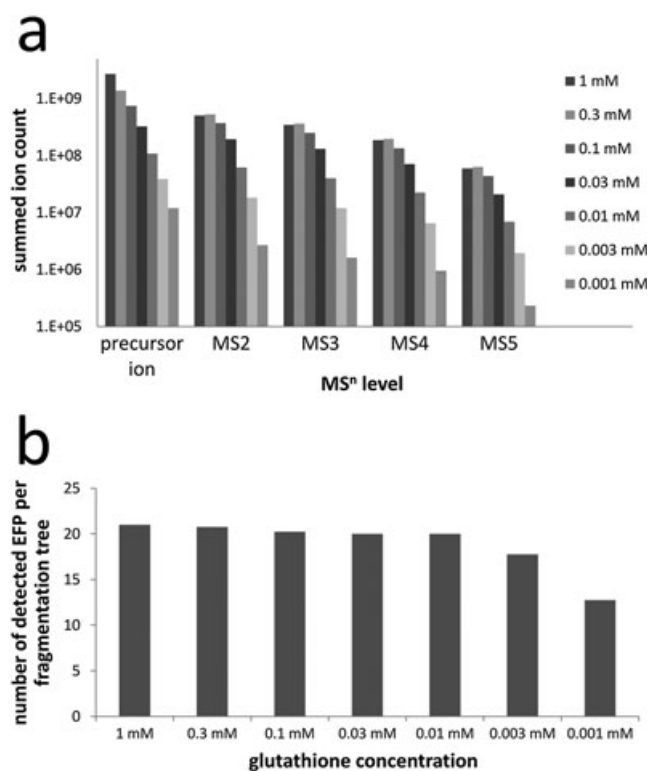 a
1.E+09
1.E+08
1.E+07
1.E+06
1.E+05
summed ion count
precursor ion
MS2
MS3
MS4
MS5
MSⁿ level
1 mM
0.3 mM
0.1 mM
0.03 mM
0.01 mM
0.003 mM
0.001 mM
b
25
20
15
10
5
0
number of detected EFP per
fragmentation tree
1 mM
0.3 mM
0.1 mM
0.03 mM
0.01 mM
0.003 mM
0.001 mM
glutathione concentration